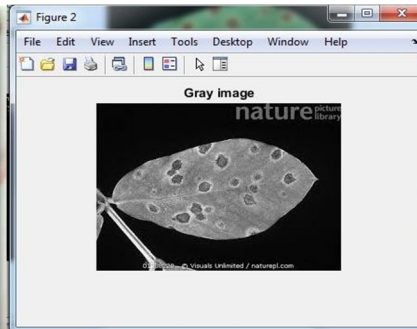 Figure 2
File Edit View Insert Tools Desktop Window Help
Gray image
nature picture library
© Visuals Unlimited / naturepl.com